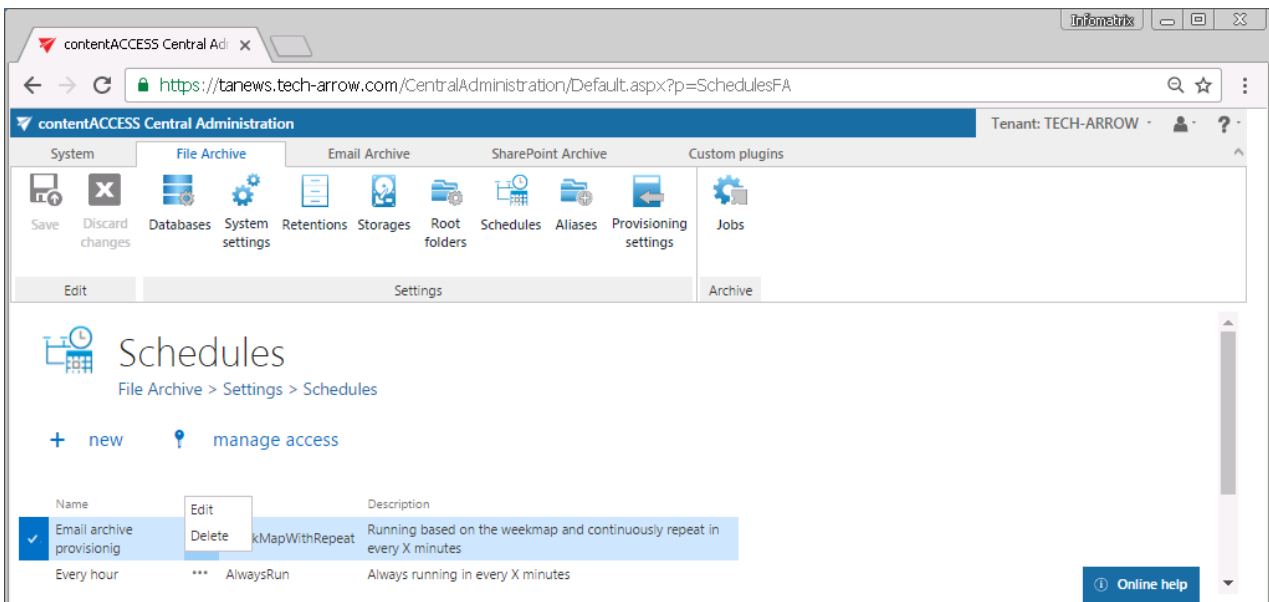 Infomatrix
contentACCESS Central Adi
https://tanews.tech-arrow.com/CentralAdministration/Default.aspx?p=SchedulesFA
contentACCESS Central Administration
Tenant: TECH-ARROW
?
System File Archive Email Archive SharePoint Archive Custom plugins
Save Discard changes Databases System settings Retentions Storages Root folders Schedules Aliases Provisioning settings Jobs
Edit Settings Archive
Schedules
File Archive > Settings > Schedules
+ new manage access
Name Description
Edit
Delete
Email archive provisionig kMapWithRepeat Running based on the weekmap and continuously repeat in every X minutes
Every hour ••• AlwaysRun Always running in every X minutes
Online help